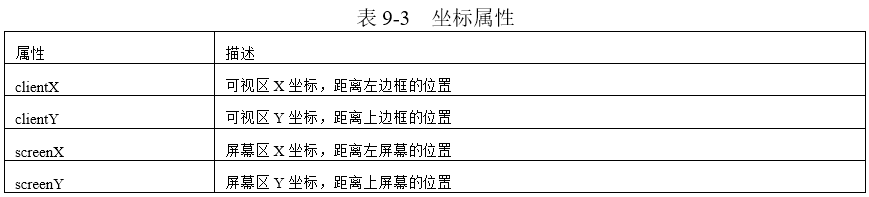 表 9-3 坐标属性
属性 描述
clientX 可视区 X 坐标，距离左边框的位置
clientY 可视区 Y 坐标，距离上边框的位置
screenX 屏幕区 X 坐标，距离左屏幕的位置
screenY 屏幕区 Y 坐标，距离上屏幕的位置